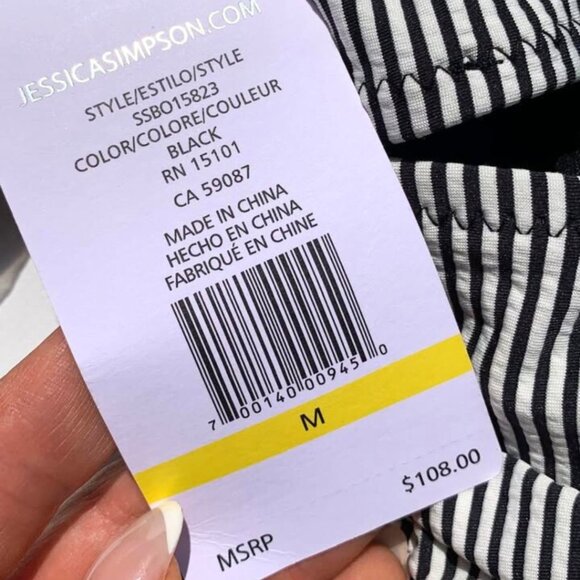 JESSICASIMPSON.COM
STYLE/ESTILO/STYLE
SSBO15823
COLOR/COLORE/COULEUR
BLACK
RN 15101
CA 59087
MADE IN CHINA
HECHO EN CHINA
FABRIQUÉ EN CHINE
7 00140 00945 0
M
MSRP $108.00